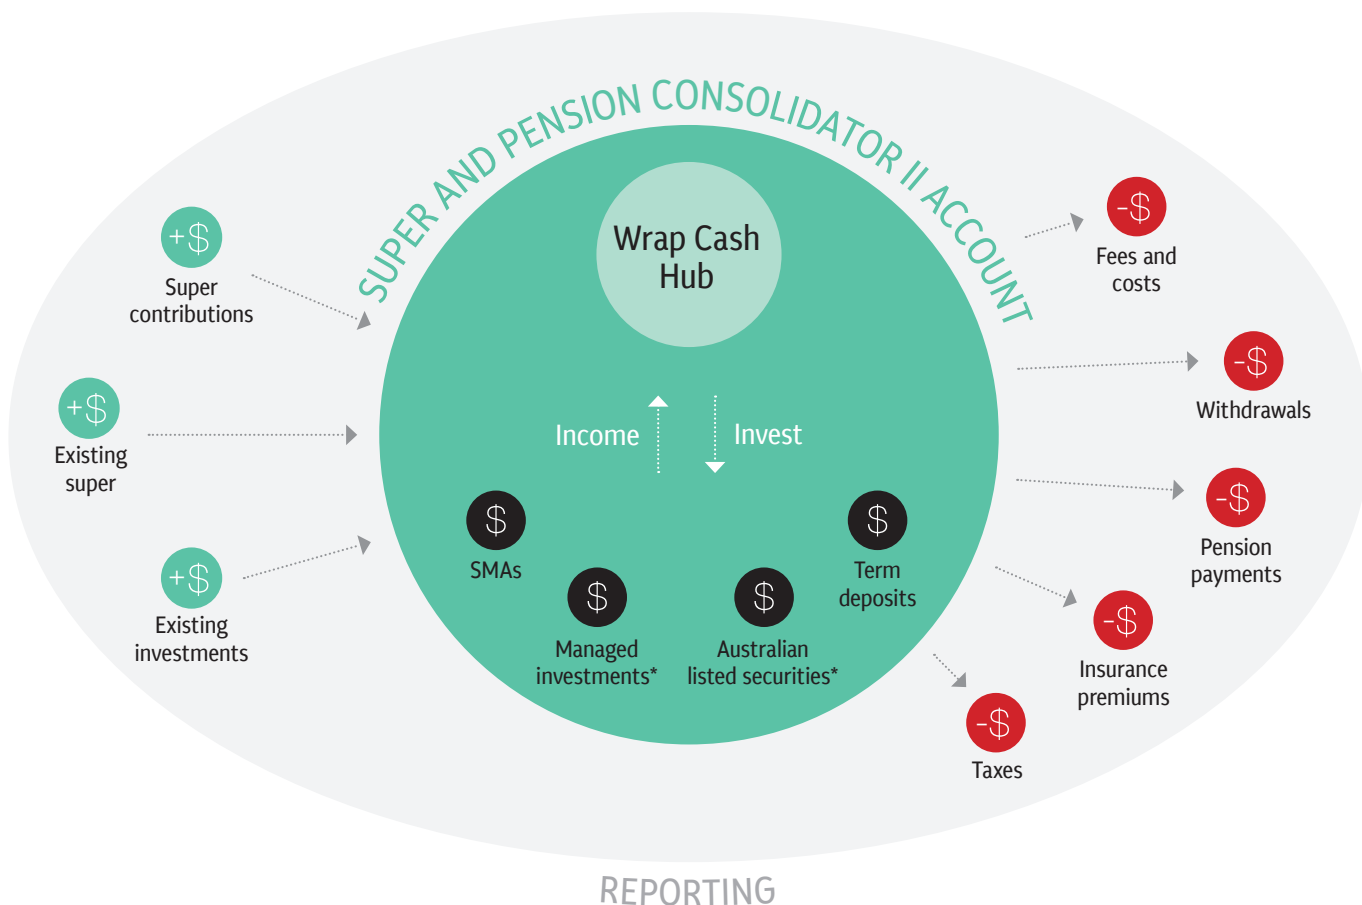 SUPER AND PENSION CONSOLIDATOR II ACCOUNT
Wrap Cash
Hub
+$
Super
contributions
+$
Existing
super
+$
Existing
investments
Income
Invest
$
SMAs
$
Managed
investments*
$
Australian
listed securities*
$
Term
deposits
-$
Fees and
costs
-$
Withdrawals
-$
Pension
payments
-$
Insurance
premiums
-$
Taxes
REPORTING